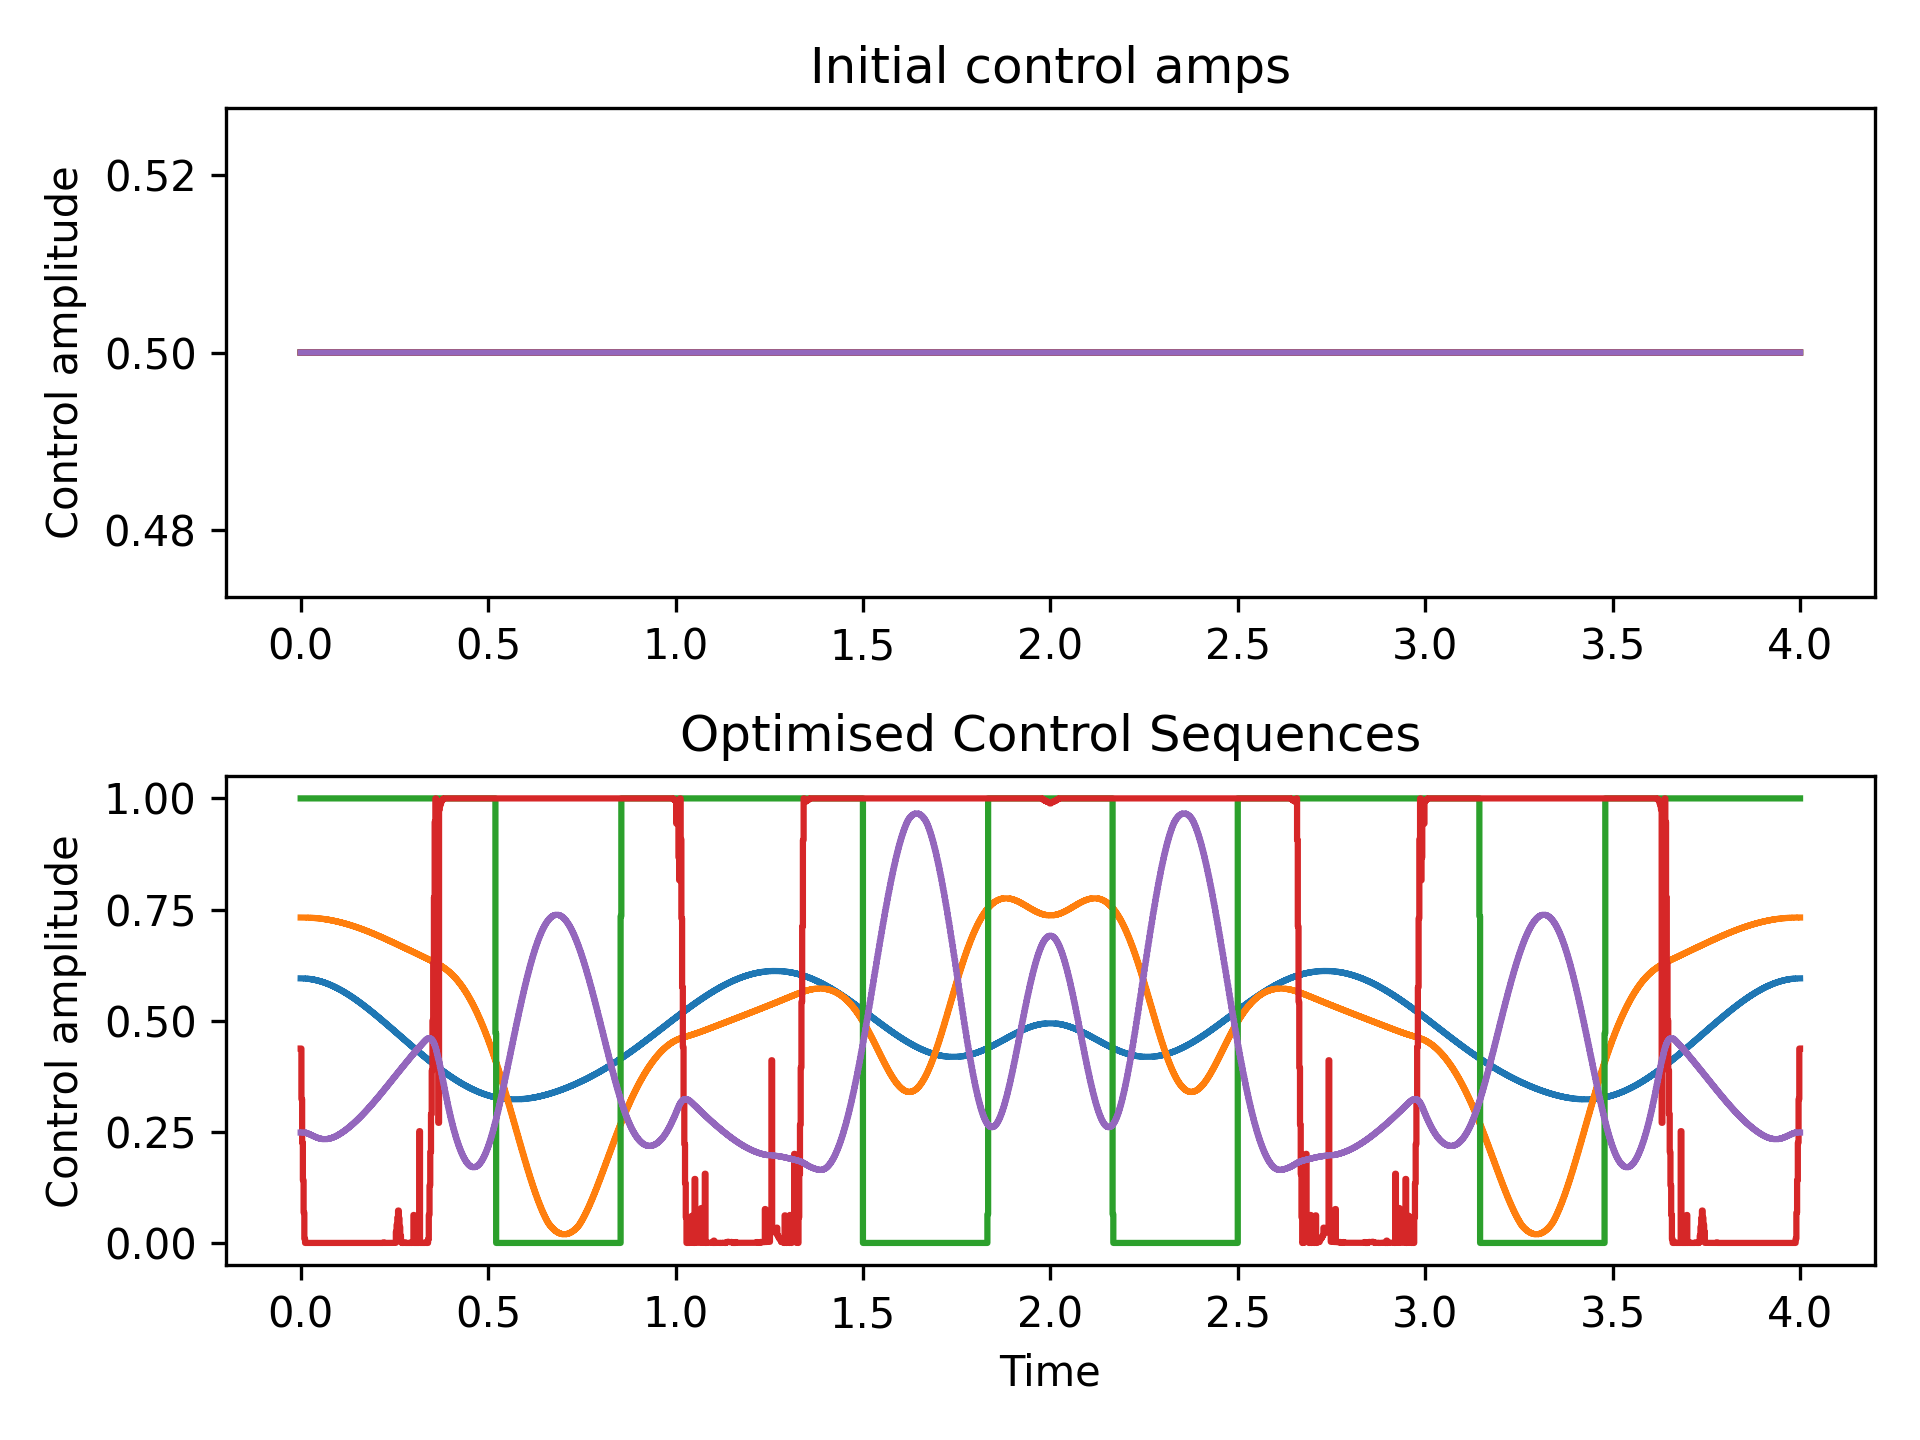 Initial control amps
Control amplitude
0.52
0.50
0.48
0.0 0.5 1.0 1.5 2.0 2.5 3.0 3.5 4.0
Optimised Control Sequences
Control amplitude
1.00
0.75
0.50
0.25
0.00
0.0 0.5 1.0 1.5 2.0 2.5 3.0 3.5 4.0
Time